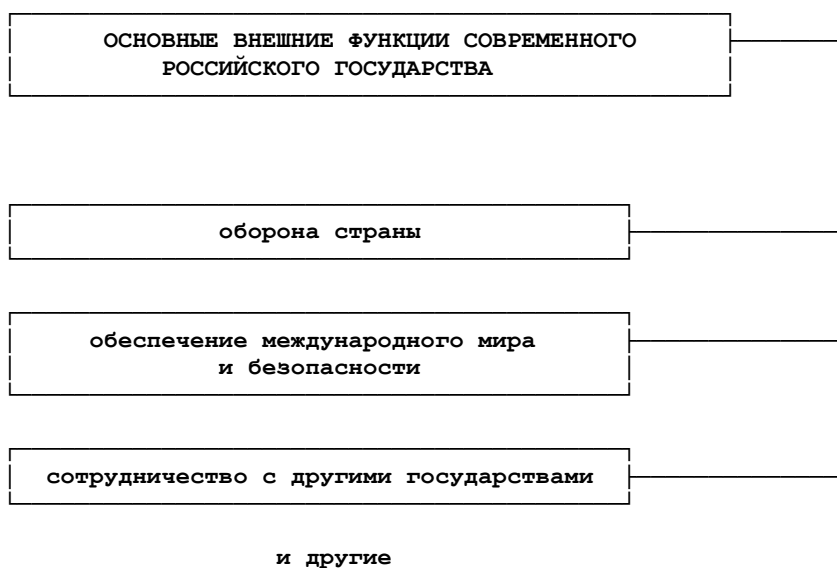 ОСНОВНЫЕ ВНЕШНИЕ ФУНКЦИИ СОВРЕМЕННОГО
РОССИЙСКОГО ГОСУДАРСТВА
оборона страны
обеспечение международного мира
и безопасности
сотрудничество с другими государствами
и другие